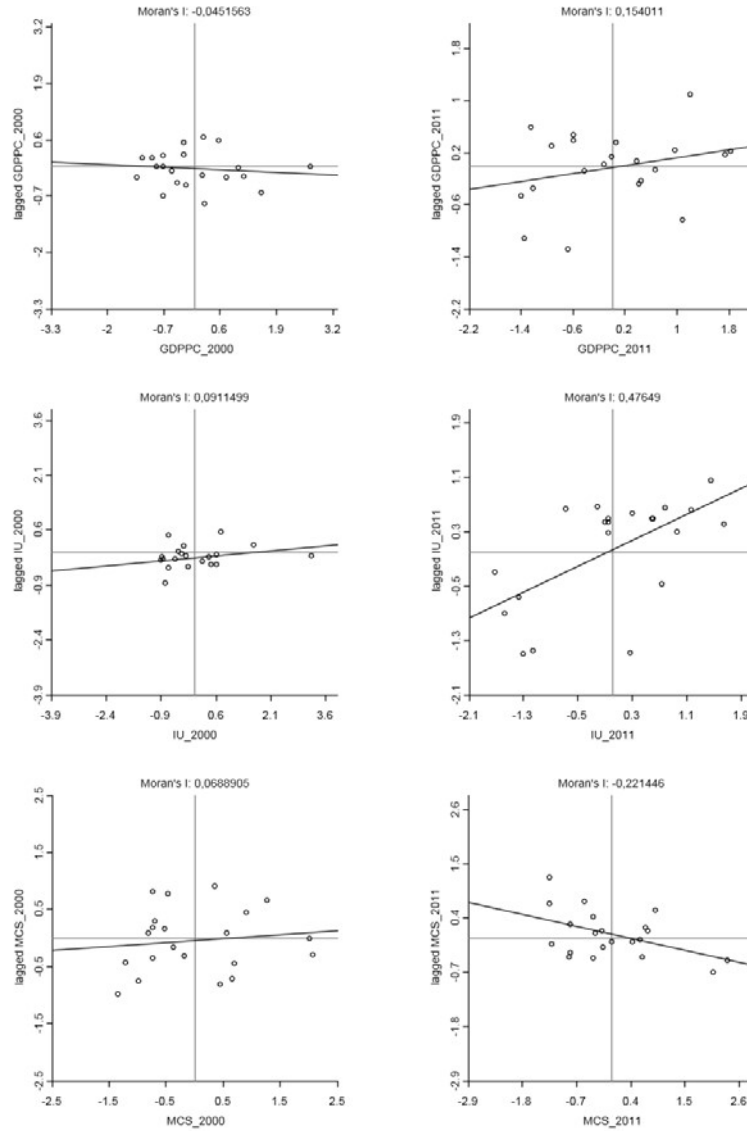 Moran's I: -0,0451563
lagged GDPPC_2000
3.2
1.9
0.6
-0.7
-2
-3.3
-3.3 -0.7 0.6 1.9 3.2
GDPPC_2000
Moran's I: 0,154011
lagged GDPPC_2011
1.8
1
0.2
-0.6
-1.4
-2.2
-2.2 -1.4 -0.6 0.2 1 1.8
GDPPC_2011
Moran's I: 0,0911499
lagged IU_2000
3.6
2.1
0.6
-0.9
-2.4
-3.9
-3.9 -0.9 0.6 2.1 3.6
IU_2000
Moran's I: 0,47649
lagged IU_2011
1.9
1.1
0.3
-0.5
-1.3
-2.1
-2.1 -1.3 -0.5 0.3 1.1 1.9
IU_2011
Moran's I: 0,0688905
lagged MCS_2000
2.5
1.5
0.5
-0.5
-1.5
-2.5
-2.5 -1.5 -0.5 0.5 1.5 2.5
MCS_2000
Moran's I: -0,221446
lagged MCS_2011
2.6
1.5
0.4
-0.7
-1.8
-2.9
-2.9 -0.7 0.4 1.5 2.6
MCS_2011